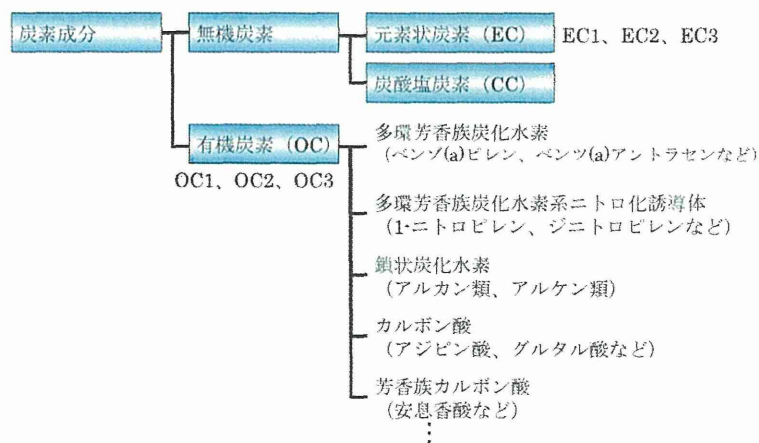 炭素成分
無機炭素
元素状炭素(EC) EC1、EC2、EC3
炭酸塩炭素(CC)
有機炭素(OC)
OC1、OC2、OC3
多環芳香族炭化水素
(ベンゾ(a)ピレン、ベンツ(a)アントラセンなど)
多環芳香族炭化水素系ニトロ化誘導体
(1-ニトロピレン、ジニトロピレンなど)
鎖状炭化水素
(アルカン類、アルケン類)
カルボン酸
(アジピン酸、グルタル酸など)
芳香族カルボン酸
(安息香酸など)
⋮